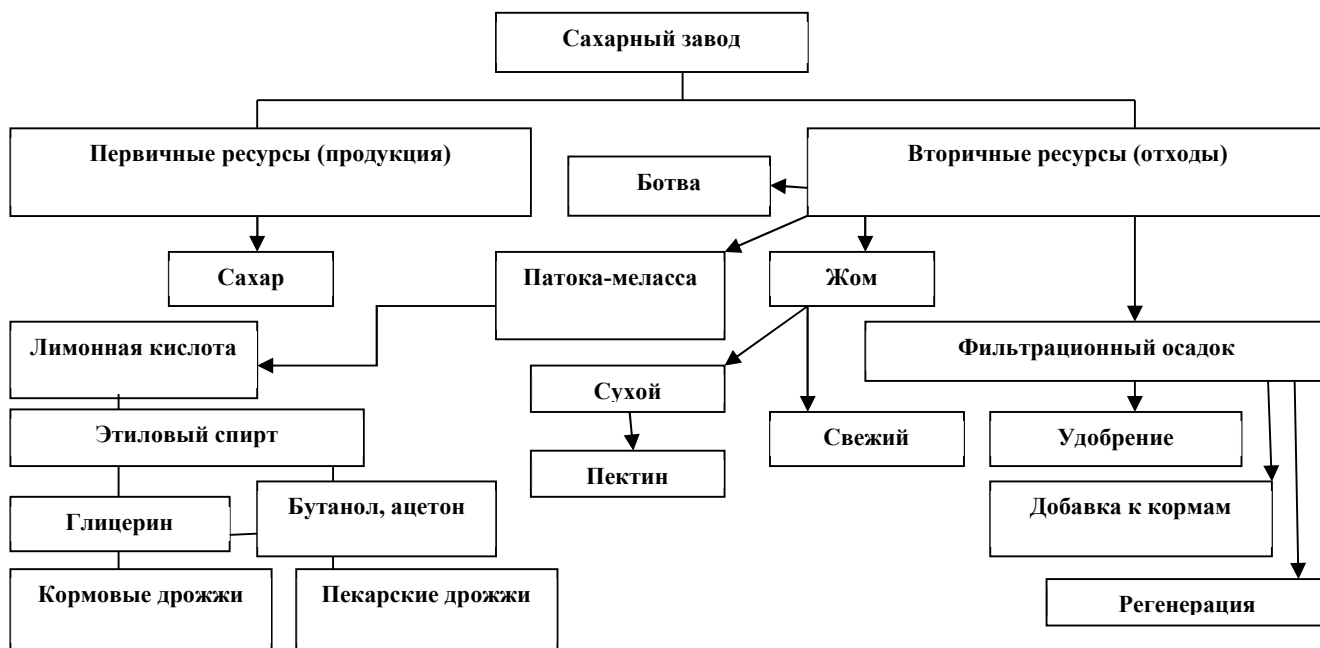 Сахарный завод
Первичные ресурсы (продукция)
Вторичные ресурсы (отходы)
Ботва
Сахар
Патока-меласса
Жом
Лимонная кислота
Фильтрационный осадок
Сухой
Этиловый спирт
Свежий
Удобрение
Пектин
Глицерин
Бутанол, ацетон
Добавка к кормам
Кормовые дрожжи
Пекарские дрожжи
Регенерация